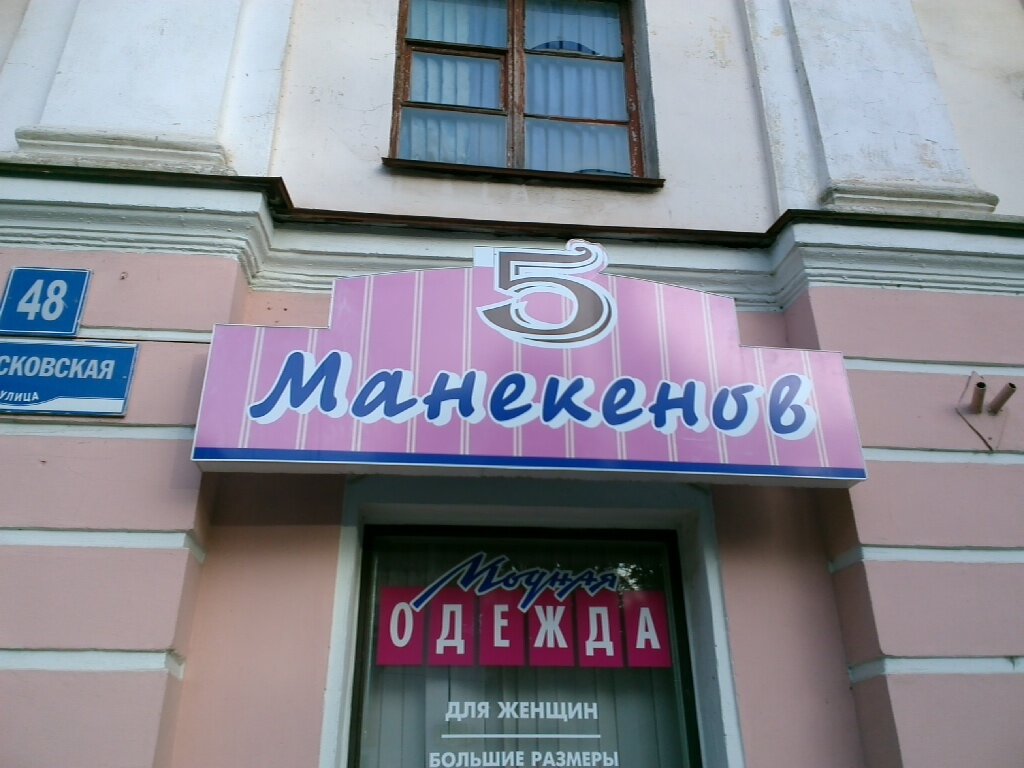 48
СКОВСКАЯ
УЛИЦА
5
Манекенов
Модная
ОДЕЖДА
ДЛЯ ЖЕНЩИН
БОЛЬШИЕ РАЗМЕРЫ